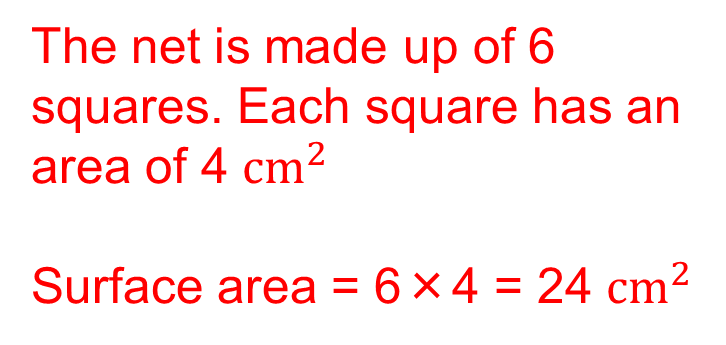 The net is made up of 6
squares. Each square has an
area of 4 cm²
Surface area = 6 × 4 = 24 cm²